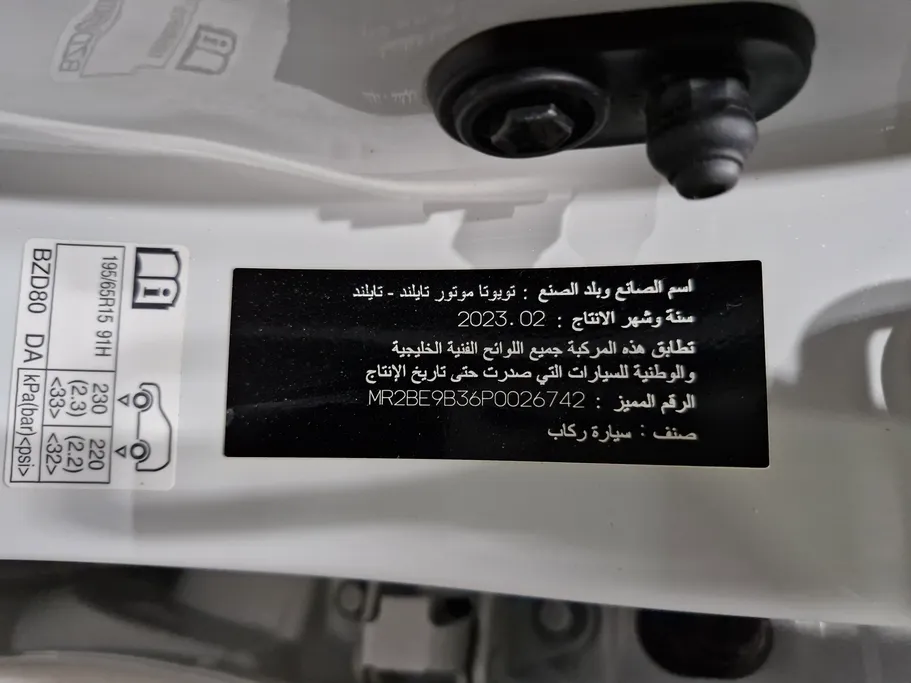 اسم الصانع وبلد الصنع : تويوتا موتور تايلند - تايلند
سنة وشهر الانتاج : 2023.02
تطابق هذه المركبة جميع اللوائح الفنية الخليجية
والوطنية للسيارات التي صدرت حتى تاريخ الإنتاج
الرقم المميز : MR2BE9B36P0026742
صنف : سيارة ركاب
195/65R15 91H
230 (2.3) <33>
220 (2.2) <32>
kPa(bar)<psi>
BZD80 DA